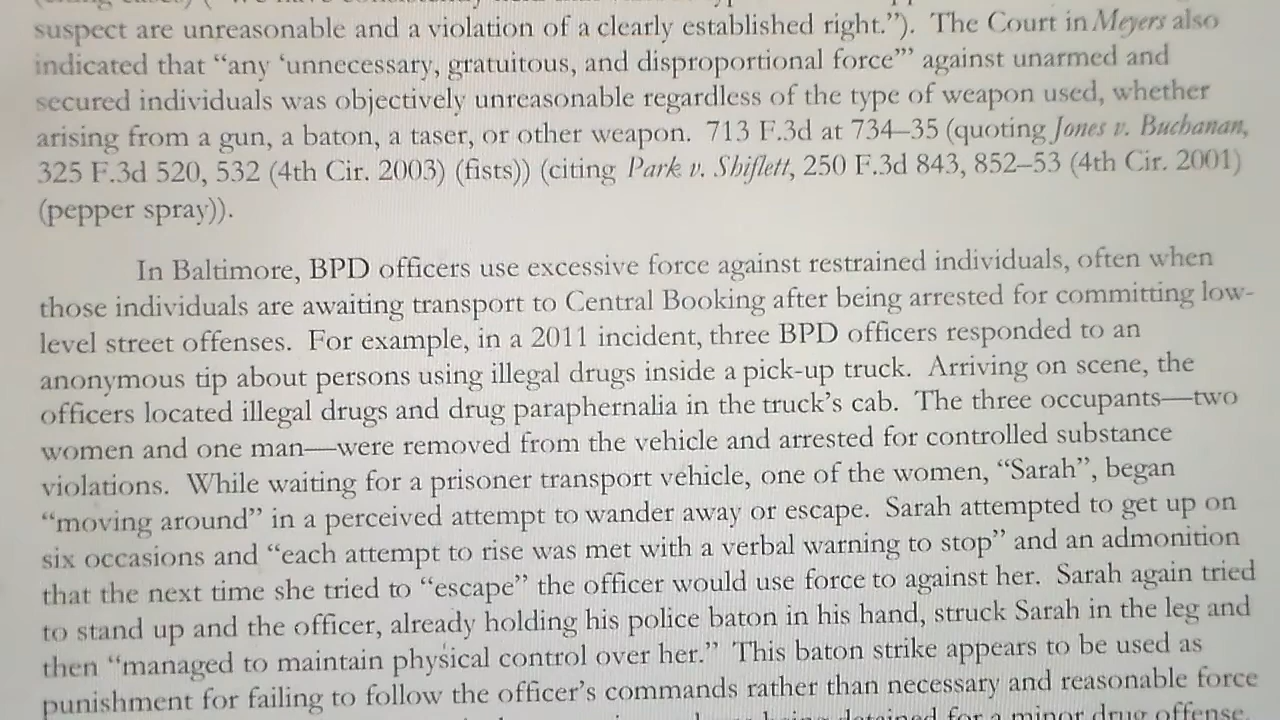 suspect are unreasonable and a violation of a clearly established right.”).  The Court in Meyers also
indicated that “any ‘unnecessary, gratuitous, and disproportional force’” against unarmed and
secured individuals was objectively unreasonable regardless of the type of weapon used, whether
arising from a gun, a baton, a taser, or other weapon.  713 F.3d at 734–35 (quoting Jones v. Buchanan,
325 F.3d 520, 532 (4th Cir. 2003) (fists)) (citing Park v. Shiflett, 250 F.3d 843, 852–53 (4th Cir. 2001)
(pepper spray)).
In Baltimore, BPD officers use excessive force against restrained individuals, often when
those individuals are awaiting transport to Central Booking after being arrested for committing low-
level street offenses.  For example, in a 2011 incident, three BPD officers responded to an
anonymous tip about persons using illegal drugs inside a pick-up truck.  Arriving on scene, the
officers located illegal drugs and drug paraphernalia in the truck’s cab.  The three occupants—two
women and one man—were removed from the vehicle and arrested for controlled substance
violations.  While waiting for a prisoner transport vehicle, one of the women, “Sarah”, began
“moving around” in a perceived attempt to wander away or escape.  Sarah attempted to get up on
six occasions and “each attempt to rise was met with a verbal warning to stop” and an admonition
that the next time she tried to “escape” the officer would use force to against her.  Sarah again tried
to stand up and the officer, already holding his police baton in his hand, struck Sarah in the leg and
then “managed to maintain physical control over her.”  This baton strike appears to be used as
punishment for failing to follow the officer’s commands rather than necessary and reasonable force
being detained for a minor drug offense.